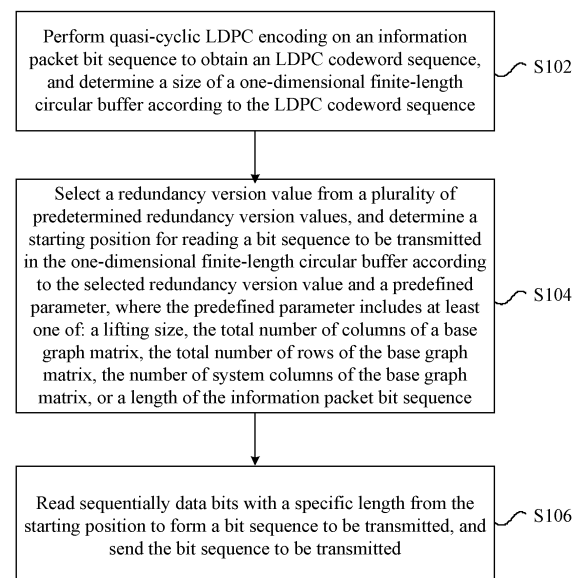 Perform quasi-cyclic LDPC encoding on an information
packet bit sequence to obtain an LDPC codeword sequence,
and determine a size of a one-dimensional finite-length
circular buffer according to the LDPC codeword sequence
S102
Select a redundancy version value from a plurality of
predetermined redundancy version values, and determine a
starting position for reading a bit sequence to be transmitted
in the one-dimensional finite-length circular buffer according
to the selected redundancy version value and a predefined
parameter, where the predefined parameter includes at least
one of: a lifting size, the total number of columns of a base
graph matrix, the total number of rows of the base graph
matrix, the number of system columns of the base graph
matrix, or a length of the information packet bit sequence
S104
Read sequentially data bits with a specific length from the
starting position to form a bit sequence to be transmitted, and
send the bit sequence to be transmitted
S106